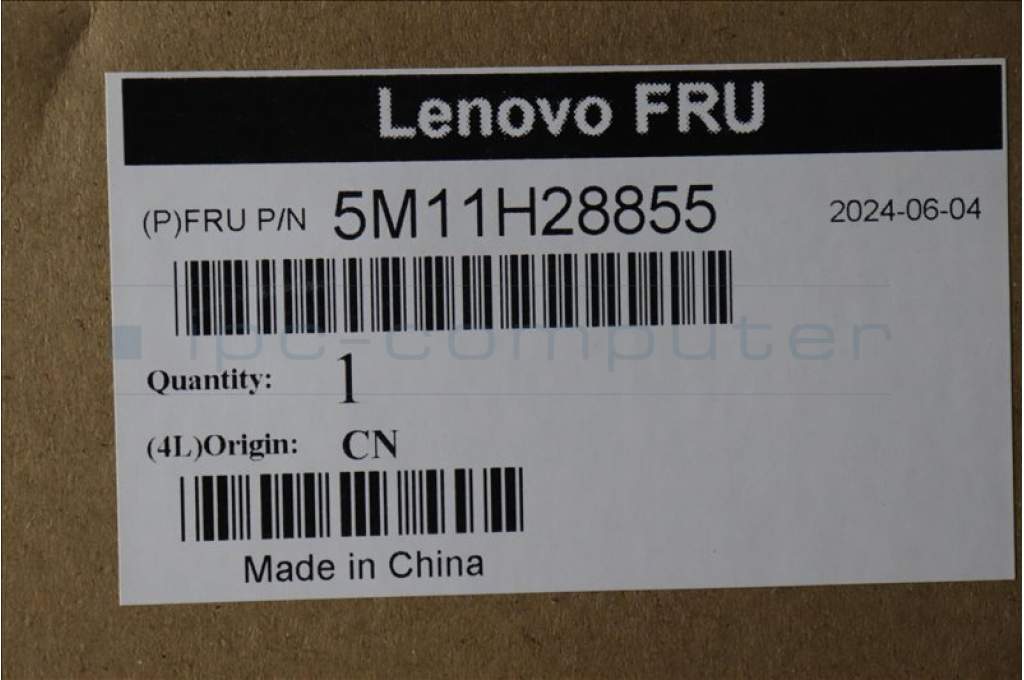 Lenovo FRU
(P)FRU P/N 5M11H28855 2024-06-04
ipc-computer
Quantity: 1
(4L)Origin: CN
Made in China